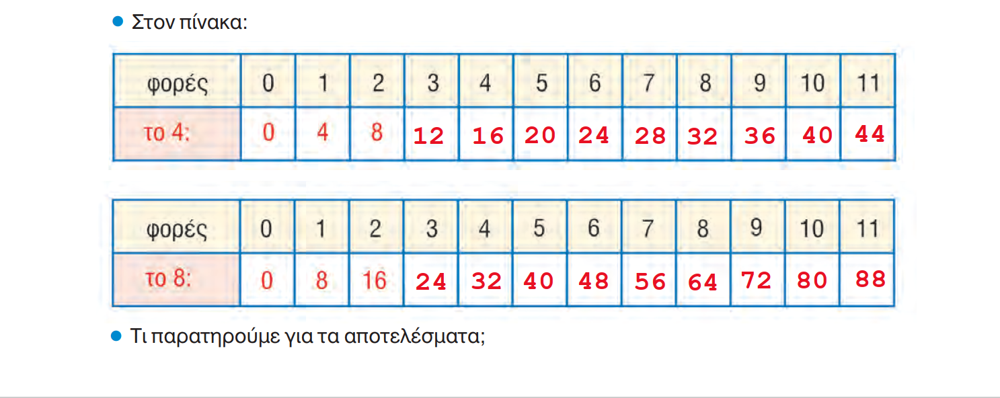 • Στον πίνακα:
φορές 0 1 2 3 4 5 6 7 8 9 10 11
το 4: 0 4 8 12 16 20 24 28 32 36 40 44
φορές 0 1 2 3 4 5 6 7 8 9 10 11
το 8: 0 8 16 24 32 40 48 56 64 72 80 88
• Τι παρατηρούμε για τα αποτελέσματα;